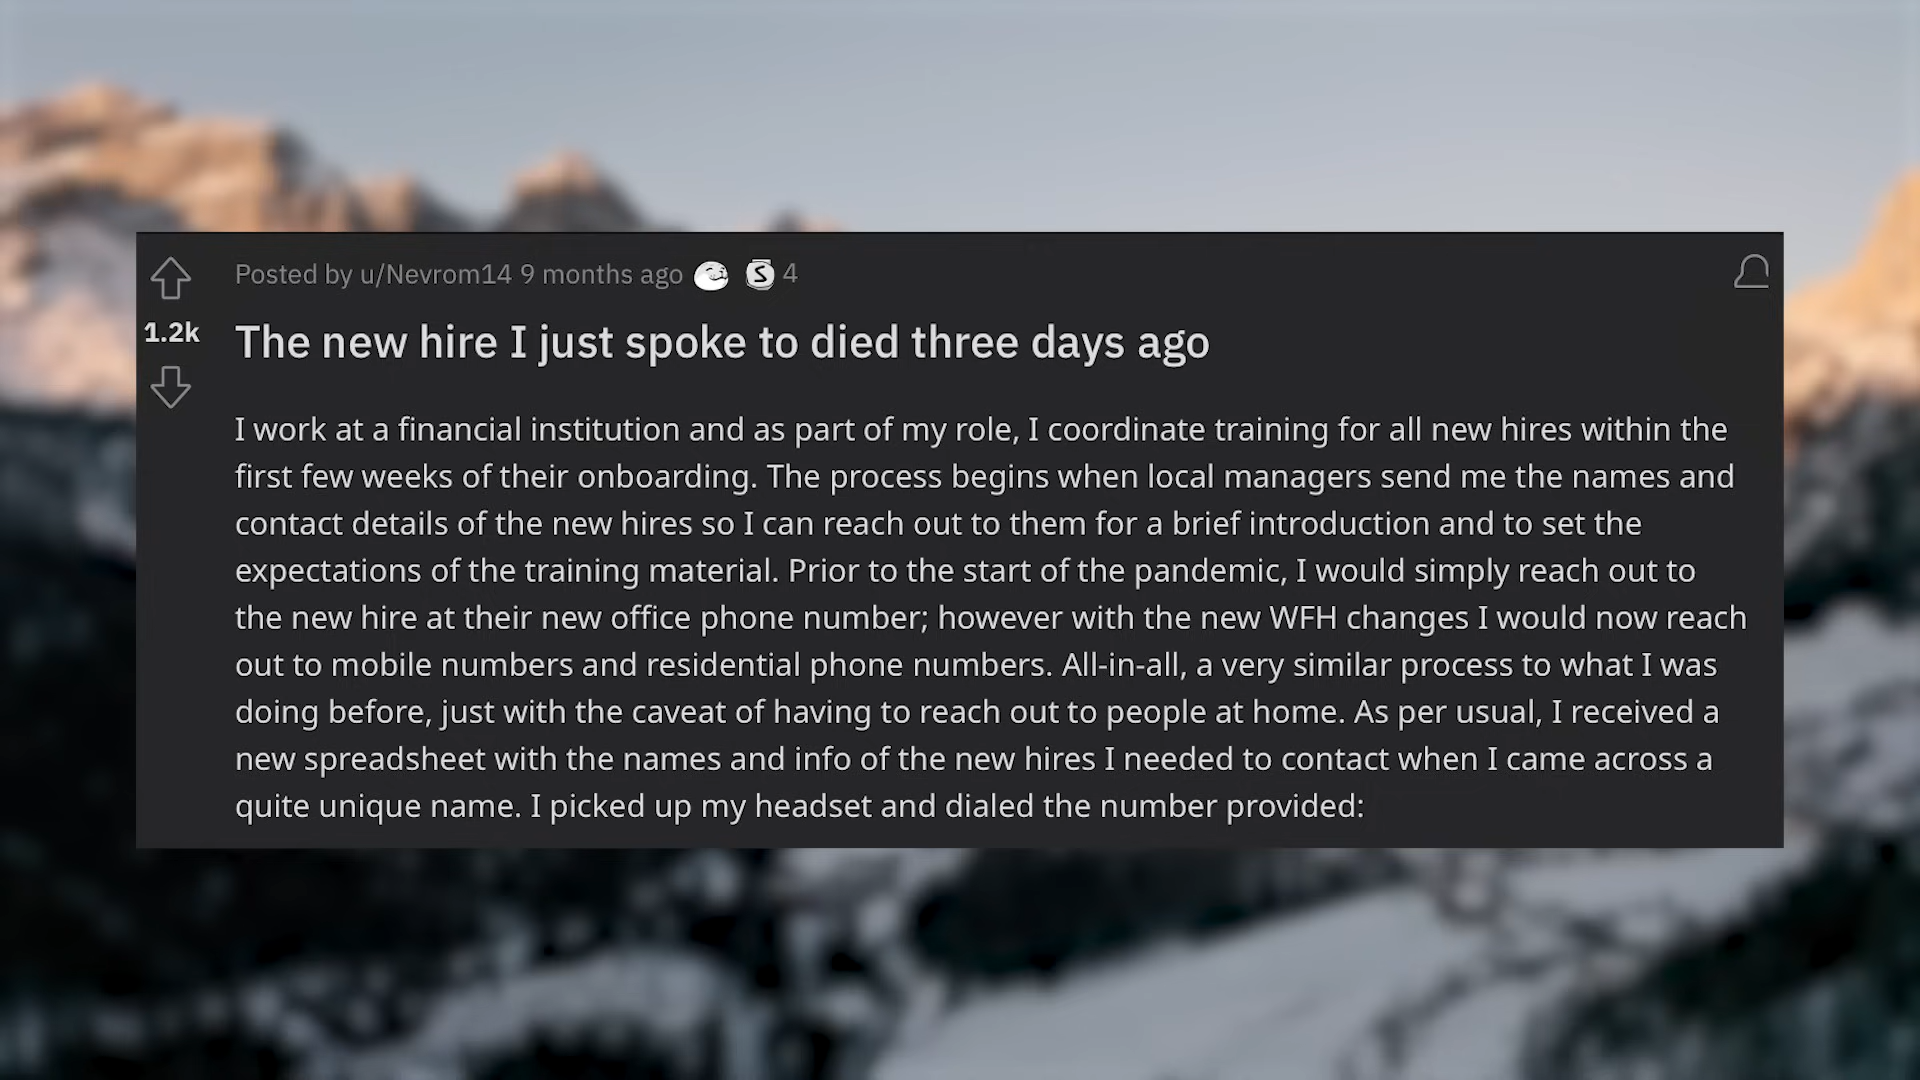 Posted by u/Nevrom14 9 months ago 4
1.2k
The new hire I just spoke to died three days ago
I work at a financial institution and as part of my role, I coordinate training for all new hires within the
first few weeks of their onboarding. The process begins when local managers send me the names and
contact details of the new hires so I can reach out to them for a brief introduction and to set the
expectations of the training material. Prior to the start of the pandemic, I would simply reach out to
the new hire at their new office phone number; however with the new WFH changes I would now reach
out to mobile numbers and residential phone numbers. All-in-all, a very similar process to what I was
doing before, just with the caveat of having to reach out to people at home. As per usual, I received a
new spreadsheet with the names and info of the new hires I needed to contact when I came across a
quite unique name. I picked up my headset and dialed the number provided: